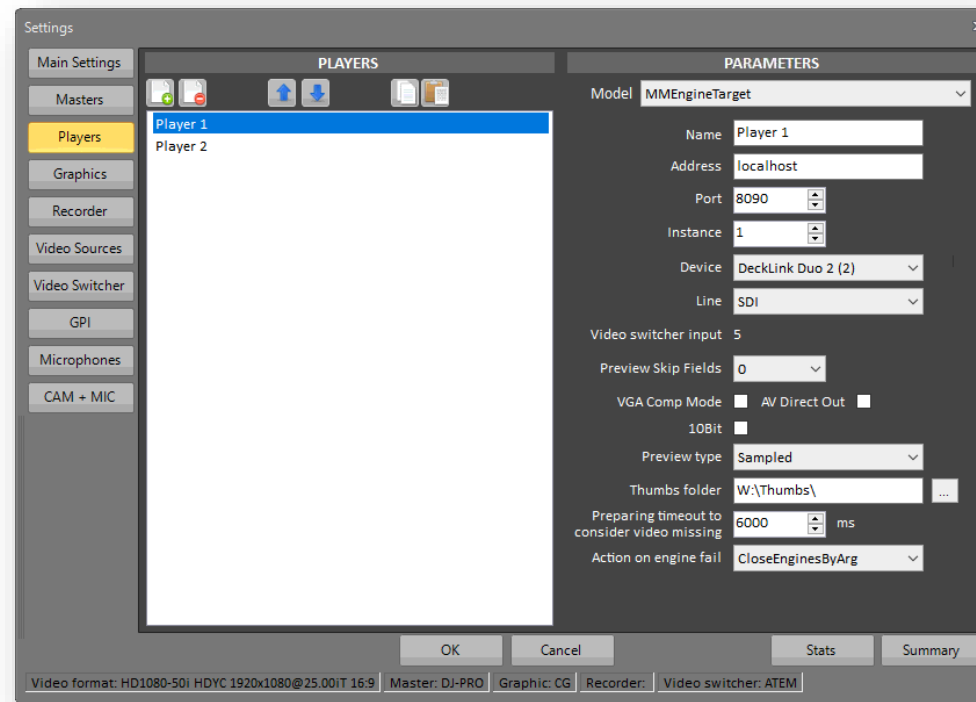 Settings
Main Settings
Masters
Players
Graphics
Recorder
Video Sources
Video Switcher
GPI
Microphones
CAM + MIC
PLAYERS
Player 1
Player 2
PARAMETERS
Model MMEngineTarget
Name Player 1
Address localhost
Port 8090
Instance 1
Device DeckLink Duo 2 (2)
Line SDI
Video switcher input 5
Preview Skip Fields 0
VGA Comp Mode AV Direct Out
10Bit
Preview type Sampled
Thumbs folder W:\Thumbs\ ...
Preparing timeout to
consider video missing 6000 ms
Action on engine fail CloseEnginesByArg
OK Cancel Stats Summary
Video format: HD1080-50i HDYC 1920x1080@25.00iT 16:9 Master: DJ-PRO Graphic: CG Recorder: Video switcher: ATEM